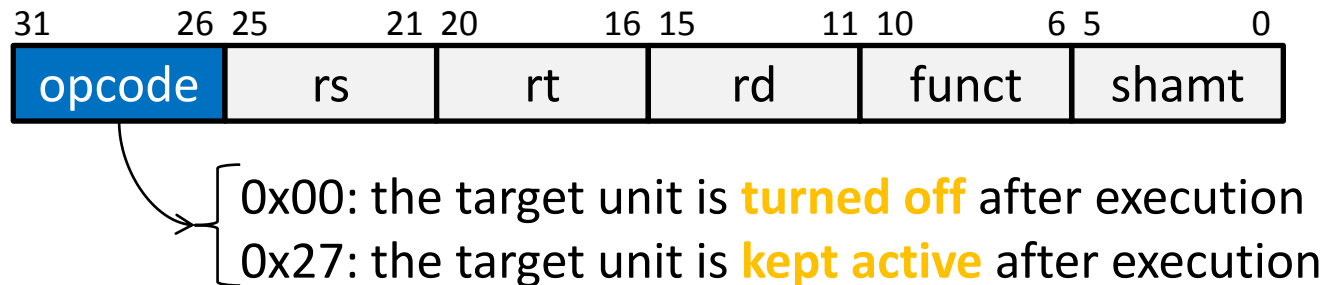 31 26 25 21 20 16 15 11 10 6 5 0
opcode rs rt rd funct shamt
0x00: the target unit is turned off after execution
0x27: the target unit is kept active after execution